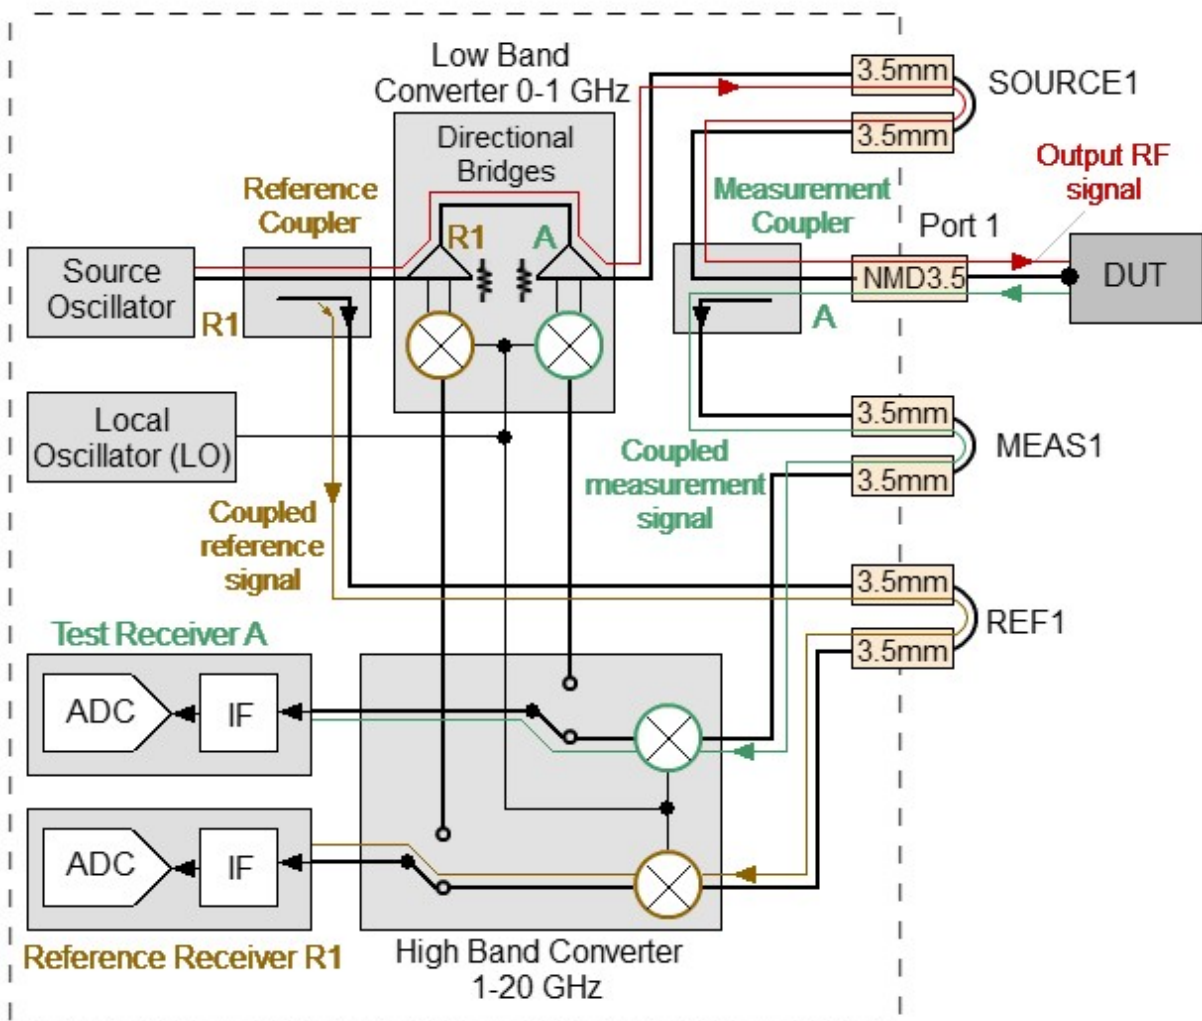 Low Band
Converter 0-1 GHz
Directional
Bridges
R1
A
3.5mm
SOURCE1
3.5mm
Output RF
signal
Reference
Coupler
Measurement
Coupler
Port 1
Source
Oscillator
R1
NMD3.5
DUT
A
Local
Oscillator (LO)
3.5mm
MEAS1
3.5mm
Coupled
measurement
signal
Coupled
reference
signal
3.5mm
REF1
3.5mm
Test Receiver A
ADC
IF
ADC
IF
Reference Receiver R1
High Band Converter
1-20 GHz